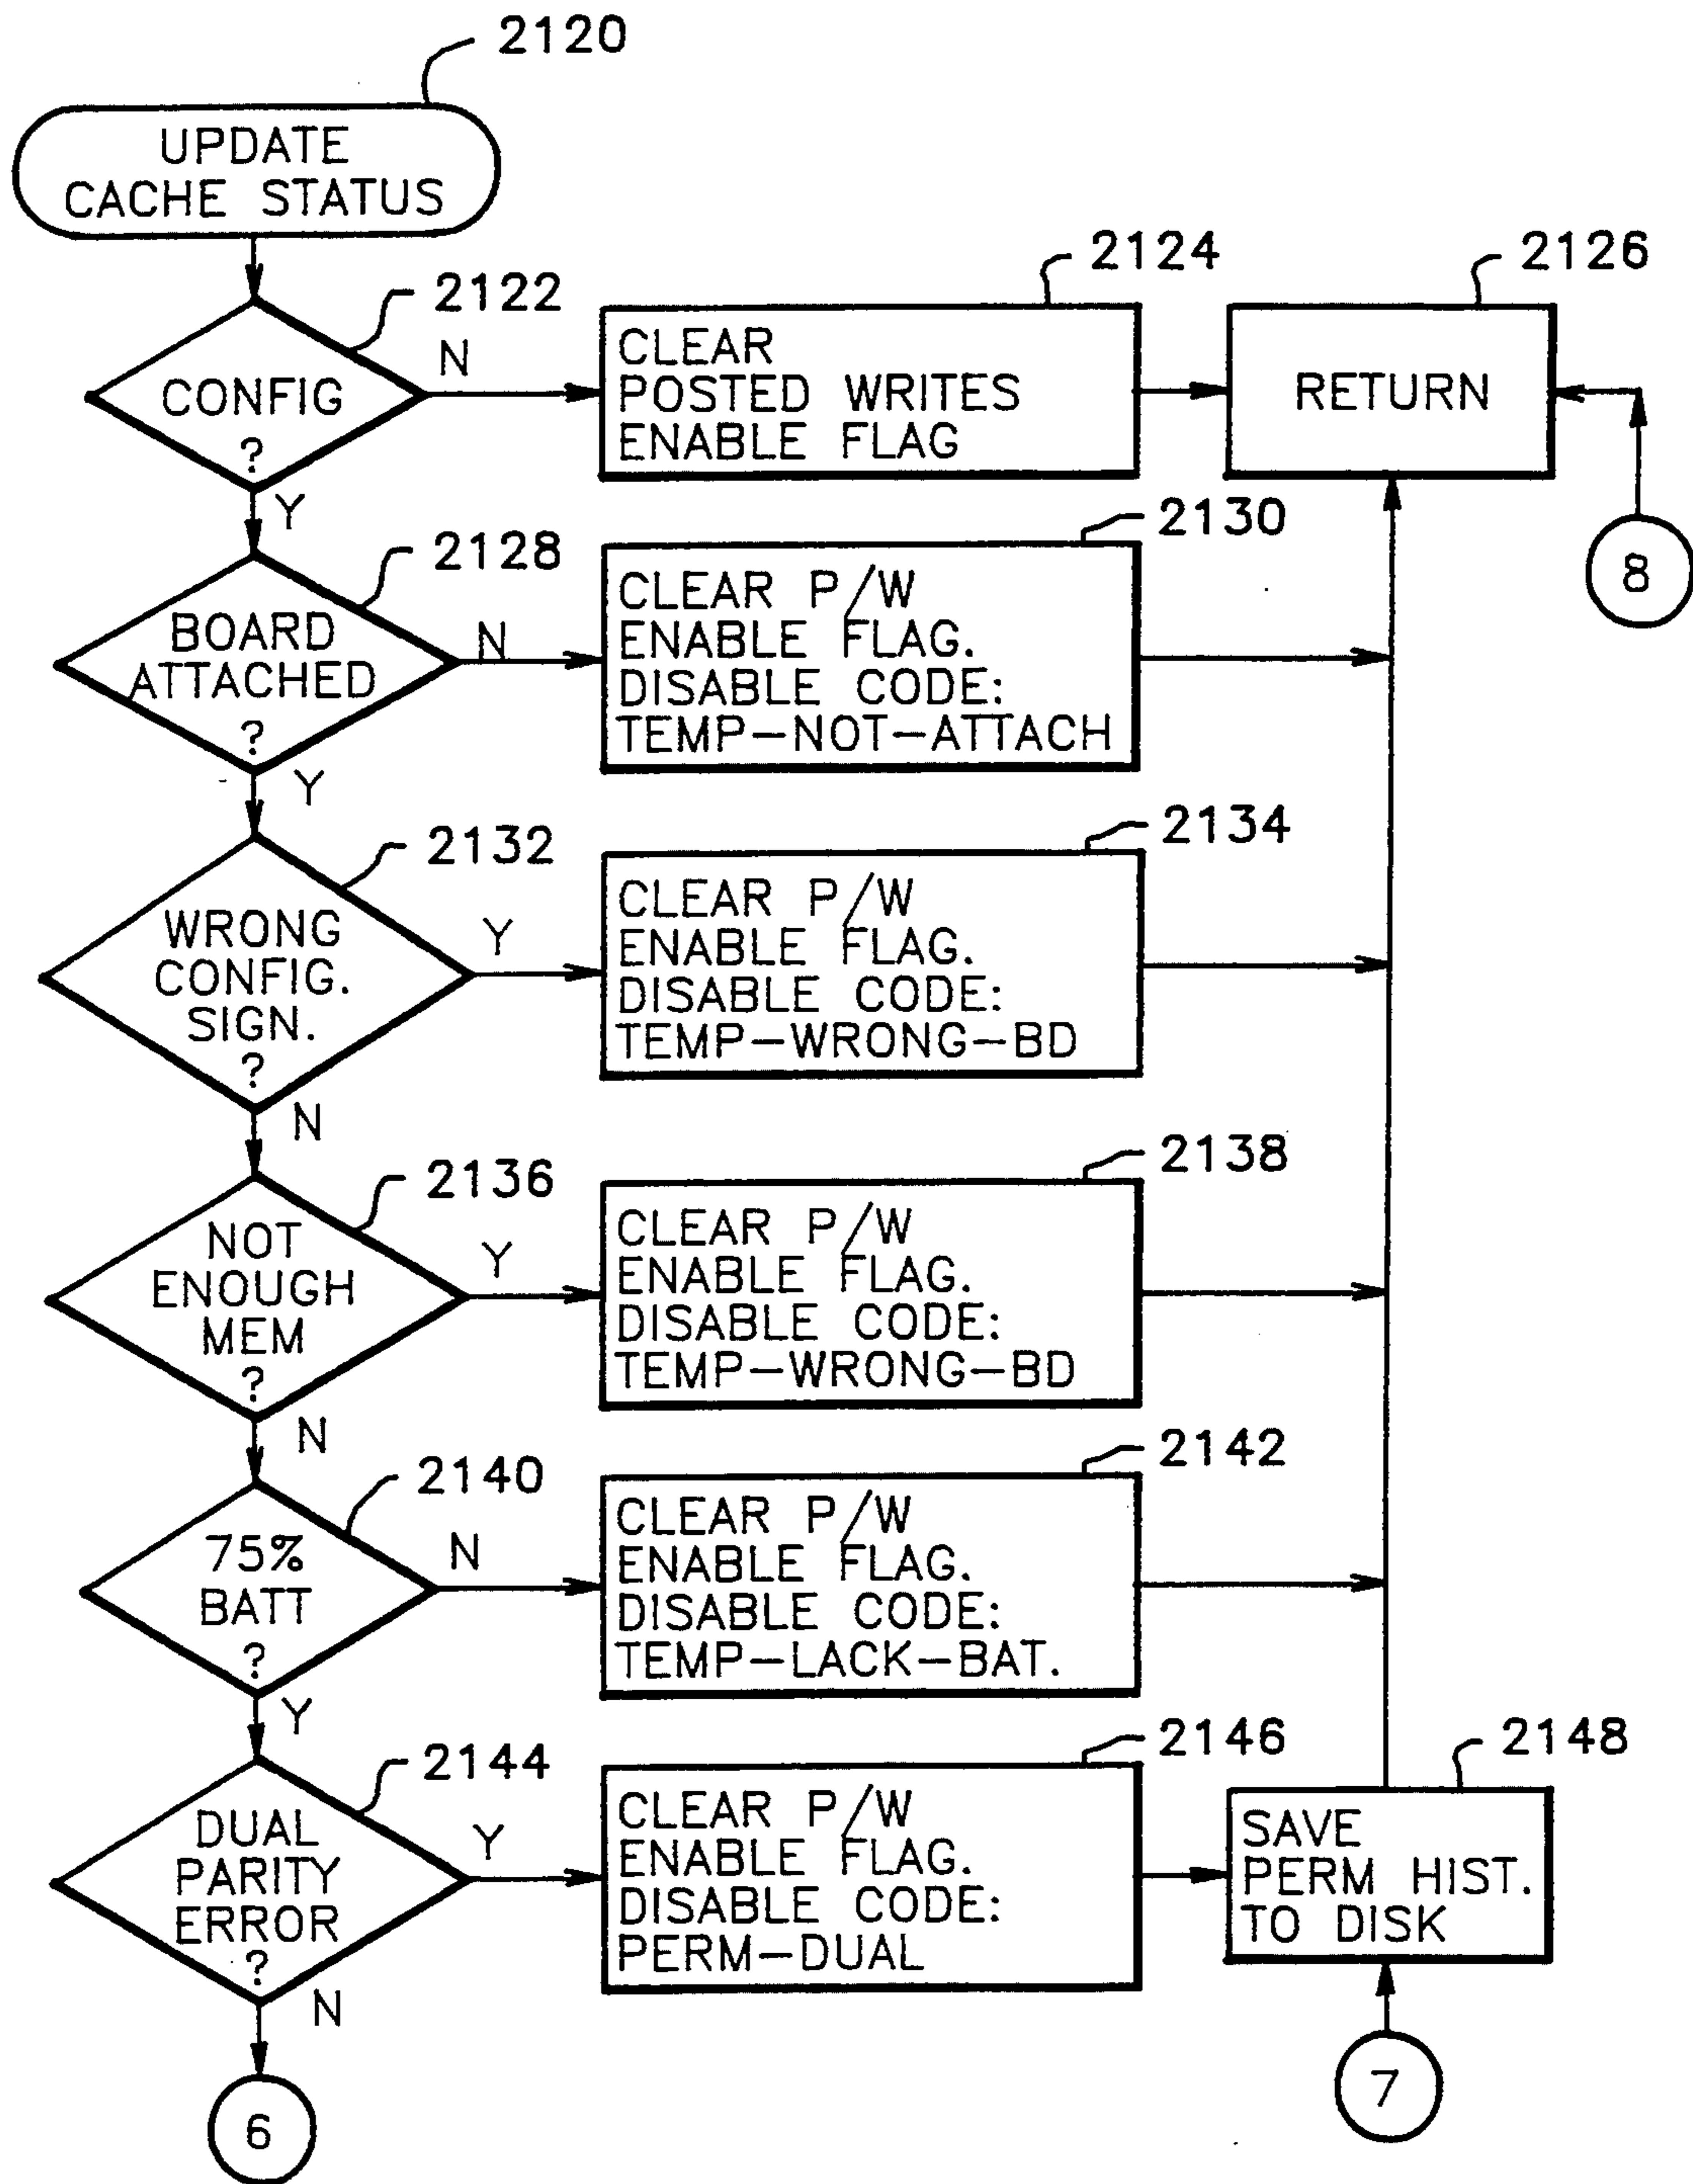 2120
UPDATE
CACHE STATUS
2122
CONFIG
?
N
Y
2124
CLEAR
POSTED WRITES
ENABLE FLAG
2126
RETURN
8
2128
BOARD
ATTACHED
?
N
Y
2130
CLEAR P/W
ENABLE FLAG.
DISABLE CODE:
TEMP-NOT-ATTACH
2132
WRONG
CONFIG.
SIGN.
?
Y
N
2134
CLEAR P/W
ENABLE FLAG.
DISABLE CODE:
TEMP-WRONG-BD
2136
NOT
ENOUGH
MEM
?
Y
N
2138
CLEAR P/W
ENABLE FLAG.
DISABLE CODE:
TEMP-WRONG-BD
2140
75%
BATT
?
N
Y
2142
CLEAR P/W
ENABLE FLAG.
DISABLE CODE:
TEMP-LACK-BAT.
2144
DUAL
PARITY
ERROR
?
Y
N
2146
CLEAR P/W
ENABLE FLAG.
DISABLE CODE:
PERM-DUAL
2148
SAVE
PERM HIST.
TO DISK
7
6